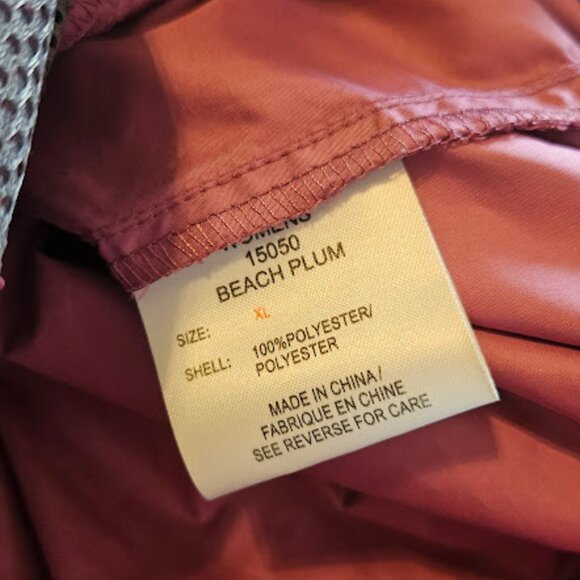 WOMENS
15050
BEACH PLUM
SIZE: XL
SHELL: 100%POLYESTER/
POLYESTER
MADE IN CHINA/
FABRIQUE EN CHINE
SEE REVERSE FOR CARE